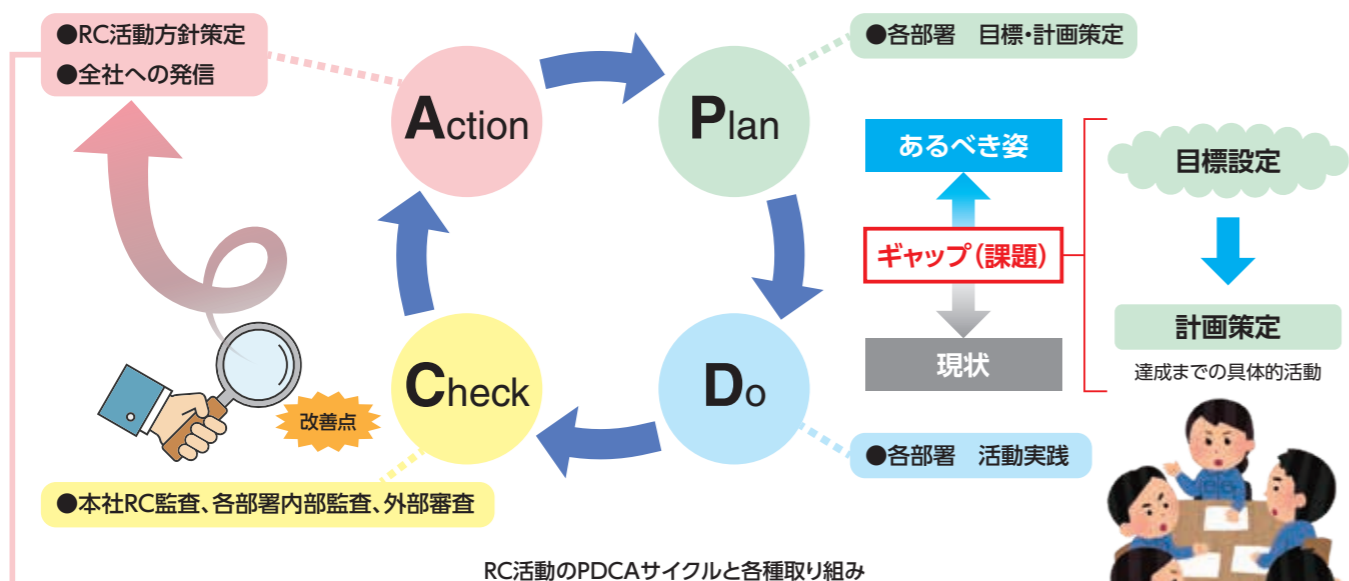 ●RC活動方針策定
●全社への発信
Action
Plan
●各部署　目標・計画策定
あるべき姿
ギャップ（課題）
現状
目標設定
計画策定
達成までの具体的活動
Check
Do
改善点
●各部署　活動実践
●本社RC監査、各部署内部監査、外部審査
RC活動のPDCAサイクルと各種取り組み